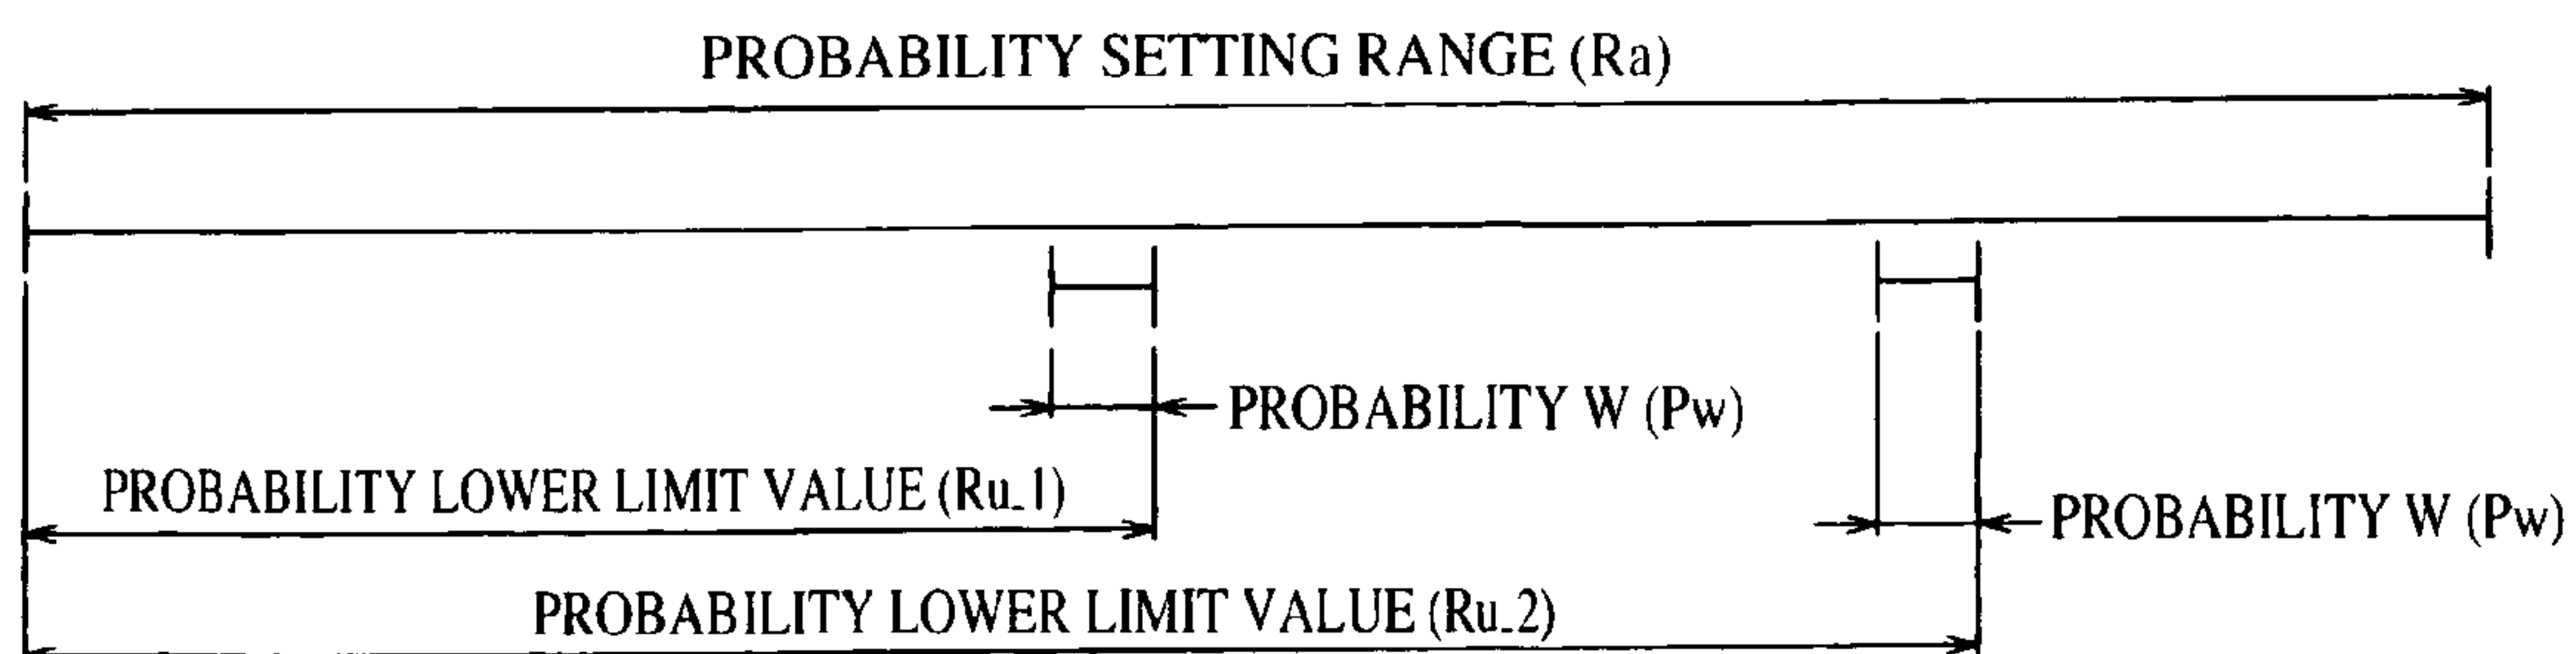 PROBABILITY SETTING RANGE (Ra)
PROBABILITY W (Pw)
PROBABILITY LOWER LIMIT VALUE (Ru_1)
PROBABILITY W (Pw)
PROBABILITY LOWER LIMIT VALUE (Ru_2)